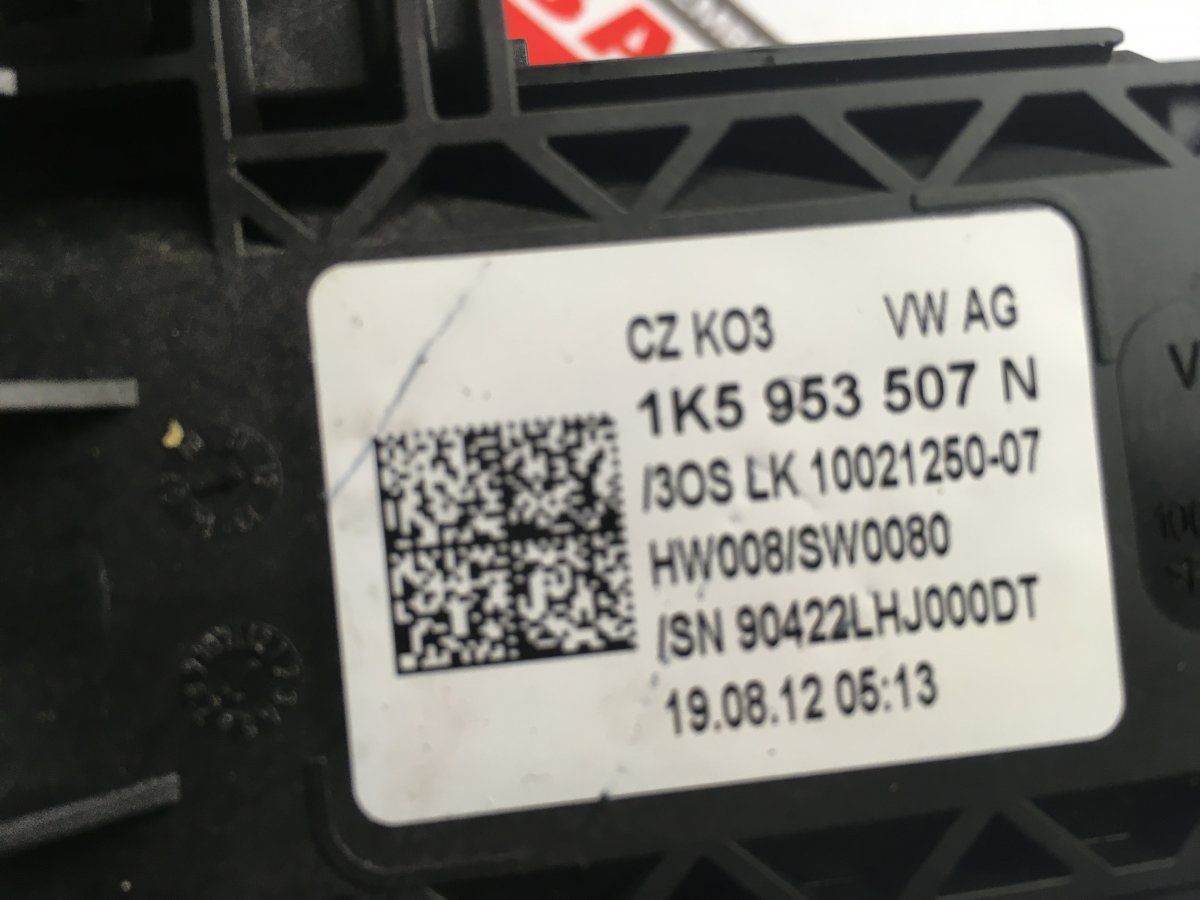 CZ KO3 VW AG
1K5 953 507 N
/3OS LK 10021250-07
HW008/SW0080
/SN 90422LHJ000DT
19.08.12 05:13